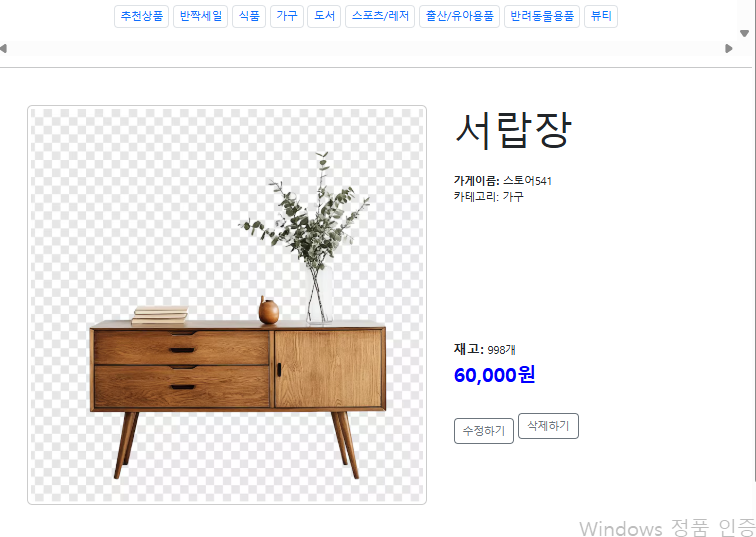 추천상품 반짝세일 식품 가구 도서 스포츠/레저 출산/유아용품 반려동물용품 뷰티
서랍장
가게이름: 스토어541
카테고리: 가구
재고: 998개
60,000원
수정하기 삭제하기
Windows 정품 인증